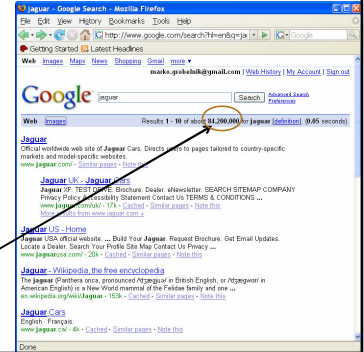 jaguar - Google Search - Mozilla Firefox
File Edit View History Bookmarks Tools Help
http://www.google.com/search?hl=en&q=ja
Google
Getting Started Latest Headlines
Web Images Maps News Shopping Gmail more ▼
marko.grobelnik@gmail.com | Web History | My Account | Sign out
Google jaguar Search Advanced Search
Preferences
Web Images Results 1 - 10 of about 84,200,000 for jaguar [definition]. (0.05 seconds)
Jaguar
Official worldwide web site of Jaguar Cars. Directs users to pages tailored to country-specific
markets and model-specific websites.
www.jaguar.com/ - Similar pages - Note this
Jaguar UK - Jaguar Cars
Jaguar XF. TEST DRIVE. Brochure. Dealer. eNewsletter. SEARCH SITEMAP COMPANY
Privacy Policy Accessibility Statement Contact Us TERMS & CONDITIONS ...
www.jaguar.com/uk/ - 17k - Cached - Similar pages - Note this
More results from www.jaguar.com »
Jaguar US - Home
Jaguar USA official website. ... Build Your Jaguar. Request Brochure. Get Email Updates.
Locate a Dealer. Search Your Profile Site Map Contact Us Privacy ...
www.jaguarusa.com/ - 20k - Cached - Similar pages - Note this
Jaguar - Wikipedia, the free encyclopedia
The jaguar (Panthera onca, pronounced in British English, or in
American English) is a New World mammal of the Felidae family and one ...
en.wikipedia.org/wiki/Jaguar - 153k - Cached - Similar pages - Note this
Jaguar Cars
English · Français.
www.jaguar.ca/ - 4k - Cached - Similar pages - Note this
Done